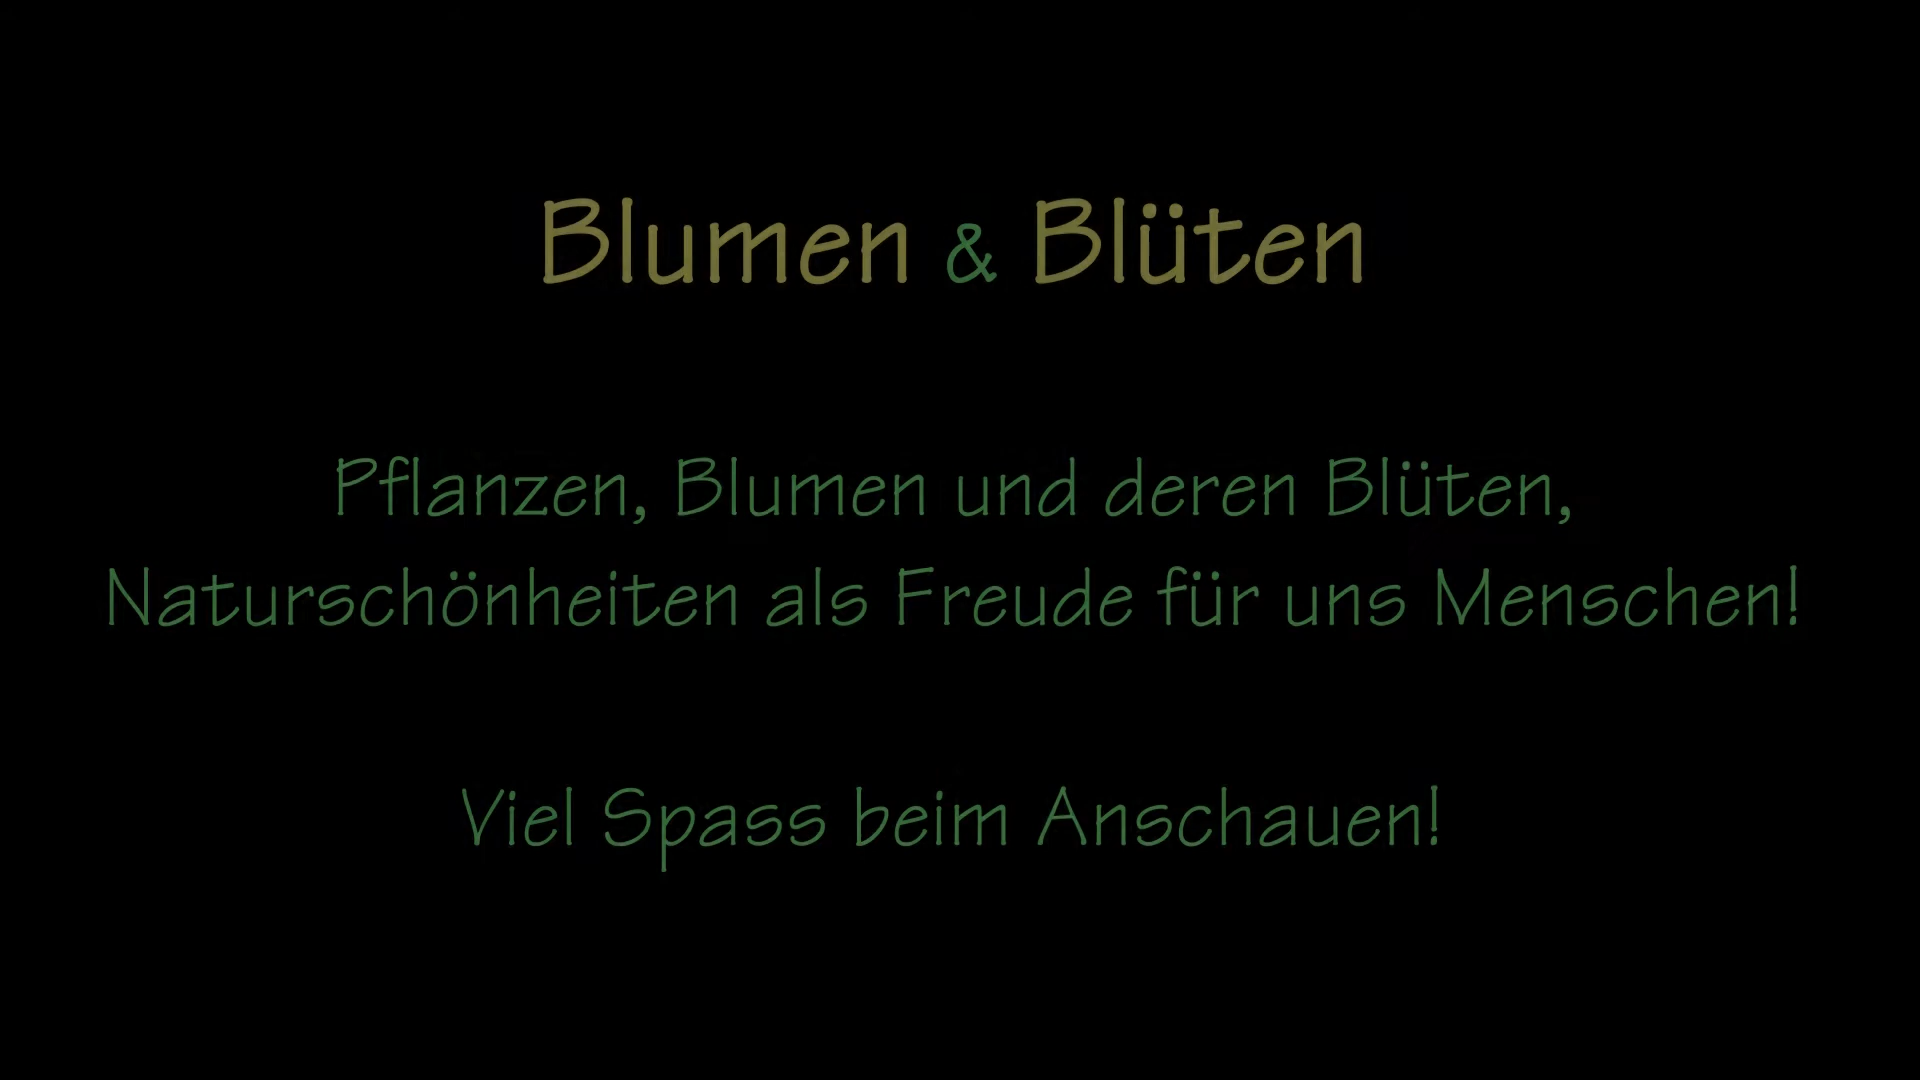 Blumen & Blüten
Pflanzen, Blumen und deren Blüten,
Naturschönheiten als Freude für uns Menschen!
Viel Spass beim Anschauen!